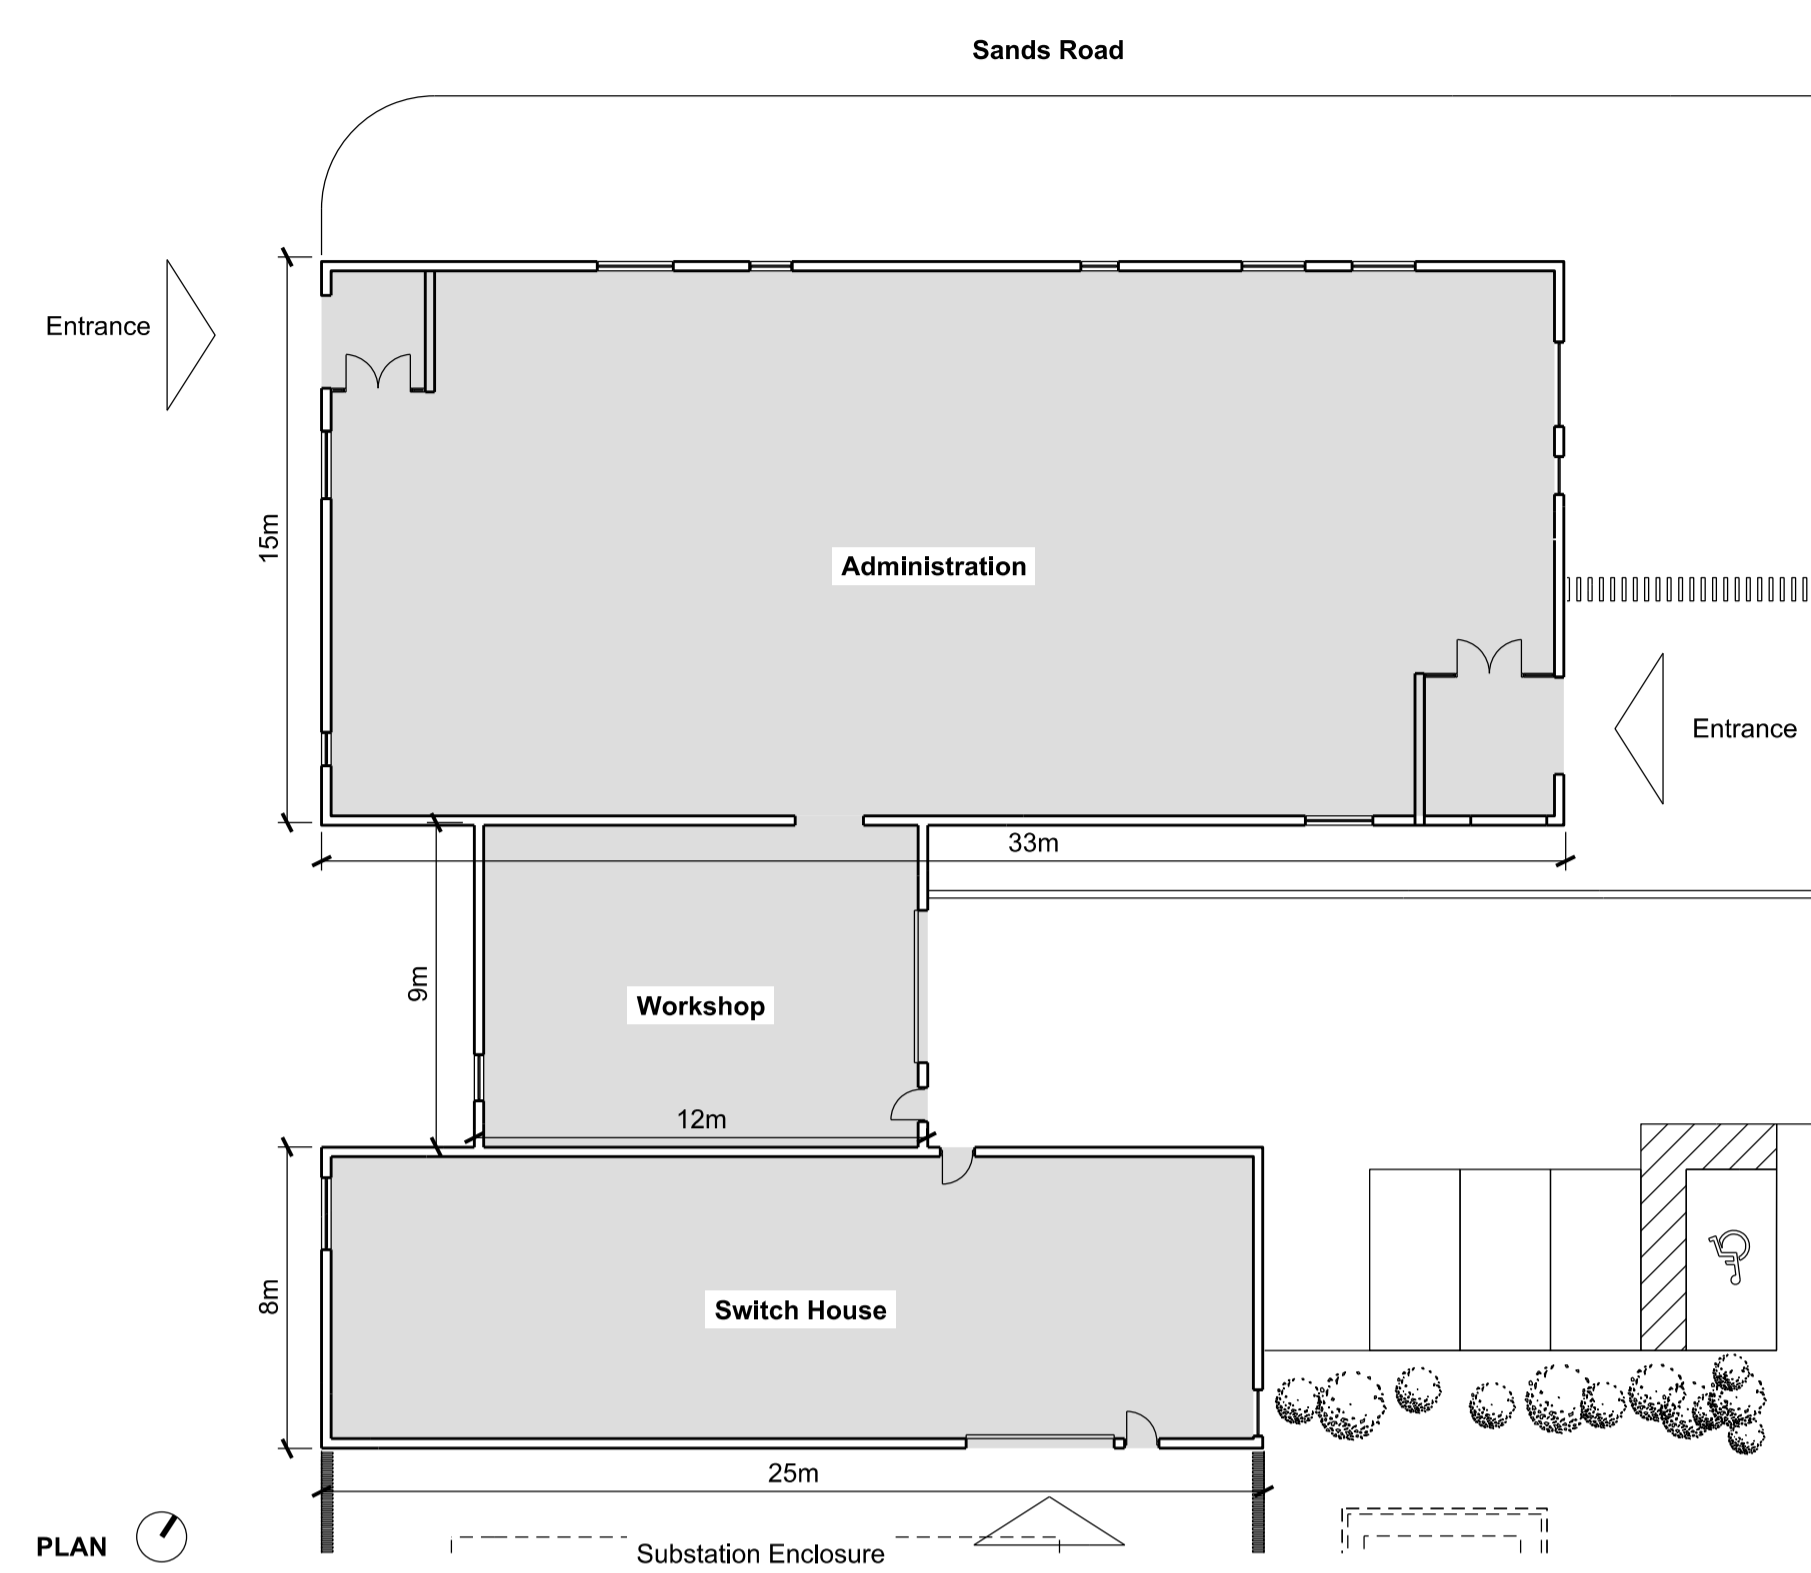 Sands Road
Entrance
15m
Administration
Entrance
33m
9m
Workshop
12m
8m
Switch House
25m
PLAN
Substation Enclosure